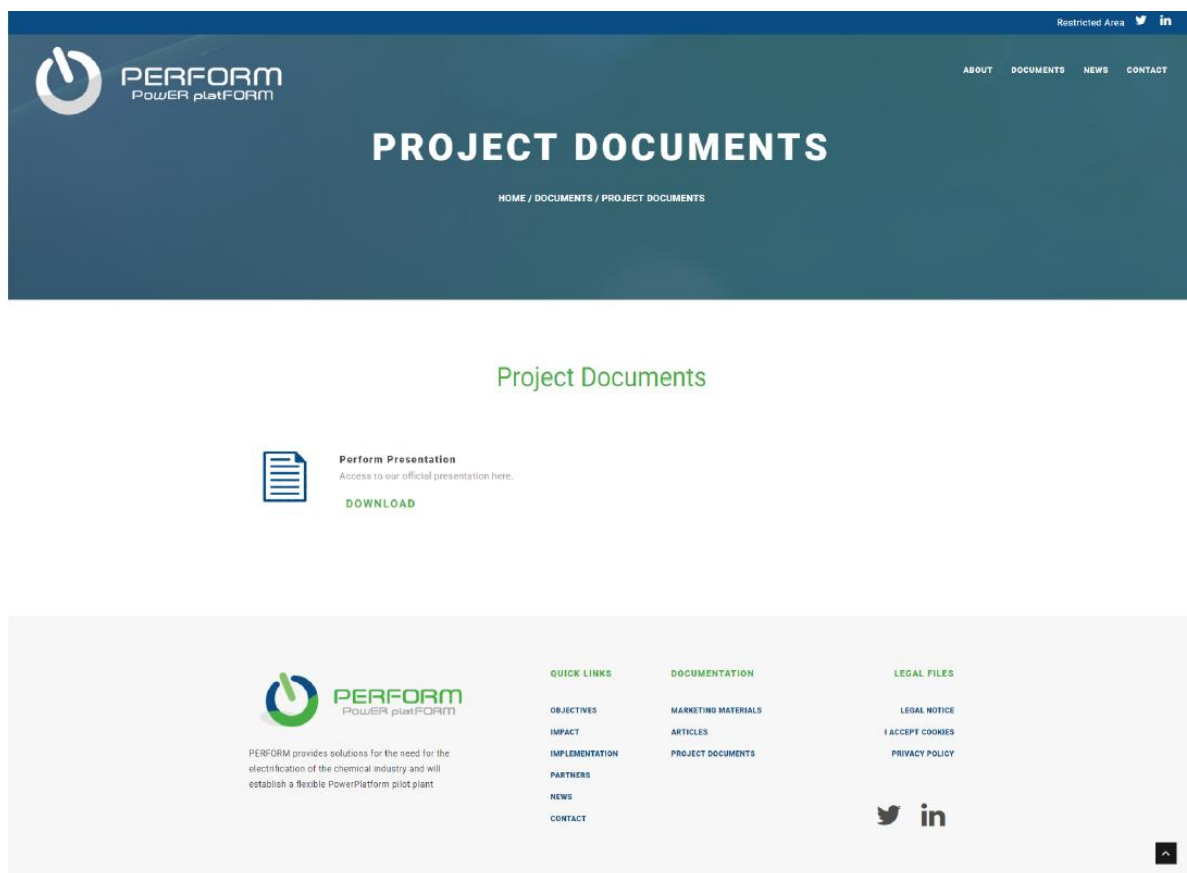 Restricted Area
PERFORM
PowER platFORM
ABOUT DOCUMENTS NEWS CONTACT
PROJECT DOCUMENTS
HOME / DOCUMENTS / PROJECT DOCUMENTS
Project Documents
Perform Presentation
Access to our official presentation here.
DOWNLOAD
PERFORM
PowER platFORM
PERFORM provides solutions for the need for the
electrification of the chemical industry and will
establish a flexible PowerPlatform pilot plant
QUICK LINKS
OBJECTIVES
IMPACT
IMPLEMENTATION
PARTNERS
NEWS
CONTACT
DOCUMENTATION
MARKETING MATERIALS
ARTICLES
PROJECT DOCUMENTS
LEGAL FILES
LEGAL NOTICE
I ACCEPT COOKIES
PRIVACY POLICY